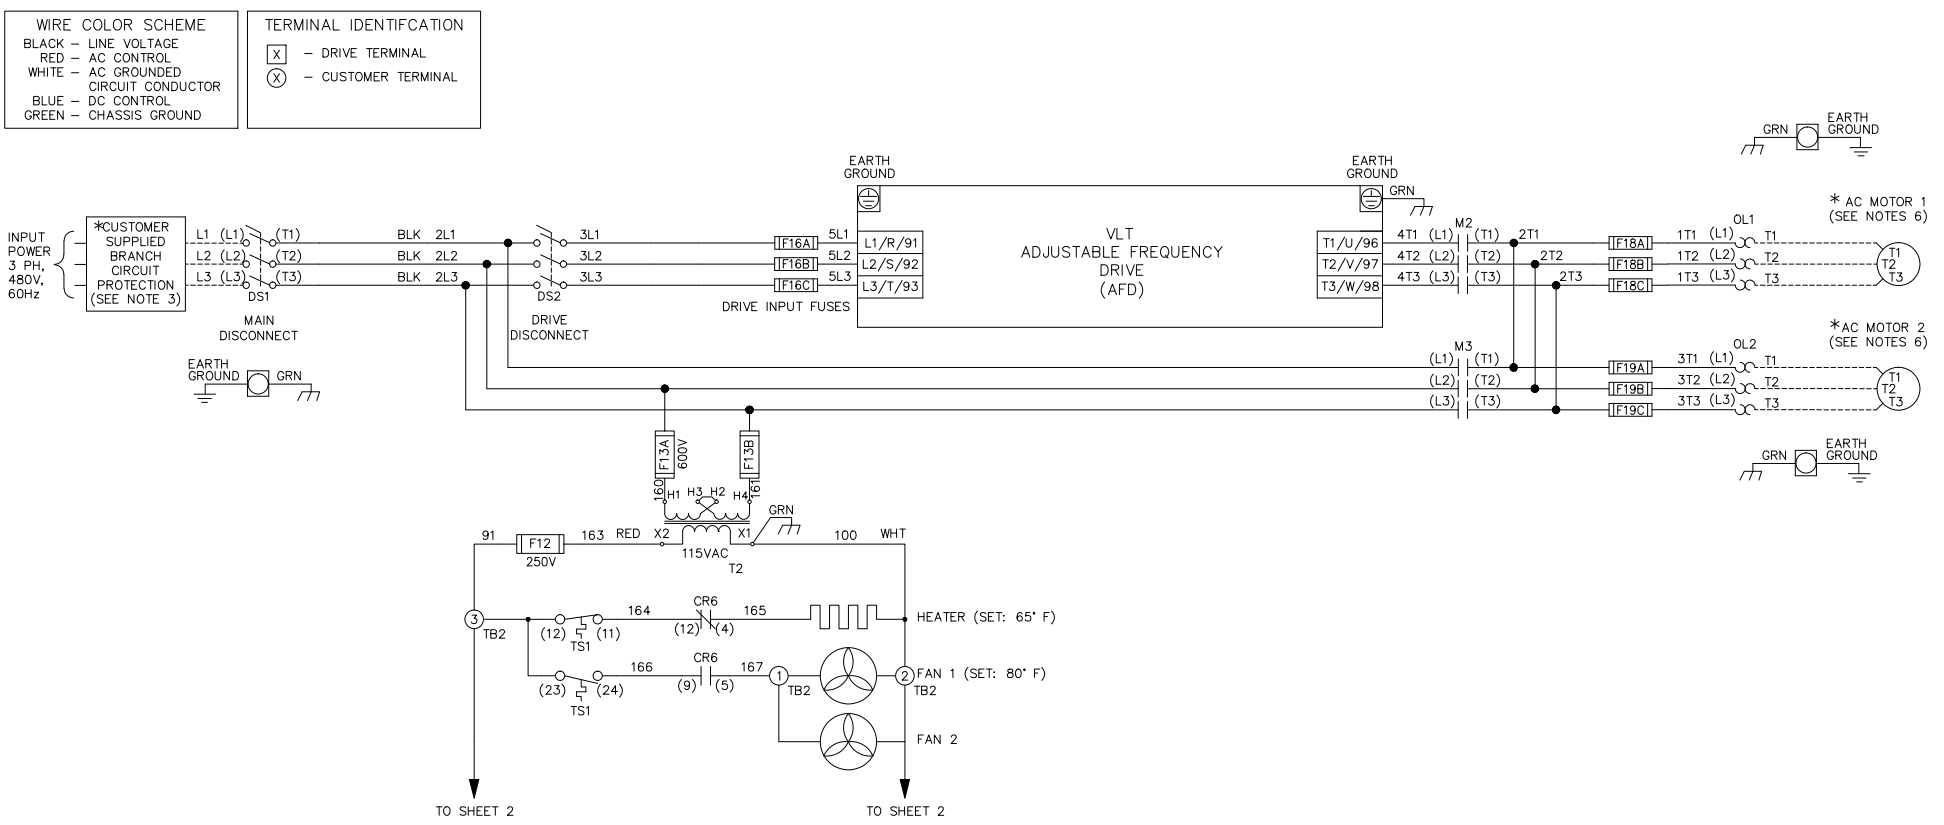 WIRE COLOR SCHEME
BLACK – LINE VOLTAGE
RED – AC CONTROL
WHITE – AC GROUNDED
CIRCUIT CONDUCTOR
BLUE – DC CONTROL
GREEN – CHASSIS GROUND
TERMINAL IDENTIFCATION
X – DRIVE TERMINAL
X – CUSTOMER TERMINAL
INPUT
POWER
3 PH,
480V,
60Hz
*CUSTOMER
SUPPLIED
BRANCH
CIRCUIT
PROTECTION
(SEE NOTE 3)
L1 (L1) (T1)
L2 (L2) (T2)
L3 (L3) (T3)
DS1
MAIN
DISCONNECT
EARTH
GROUND
GRN
BLK 2L1
BLK 2L2
BLK 2L3
3L1
3L2
3L3
DS2
DRIVE
DISCONNECT
F16A 5L1
F16B 5L2
F16C 5L3
DRIVE INPUT FUSES
EARTH
GROUND
L1/R/91
L2/S/92
L3/T/93
VLT
ADJUSTABLE FREQUENCY
DRIVE
(AFD)
EARTH
GROUND
GRN
T1/U/96
T2/V/97
T3/W/98
M2
4T1 (L1) (T1) 2T1
4T2 (L2) (T2) 2T2
4T3 (L3) (T3) 2T3
OL1
F18A 1T1 (L1) T1
F18B 1T2 (L2) T2
F18C 1T3 (L3) T3
GRN
EARTH
GROUND
* AC MOTOR 1
(SEE NOTES 6)
T1
T2
T3
M3
(L1) (T1)
(L2) (T2)
(L3) (T3)
OL2
F19A 3T1 (L1) T1
F19B 3T2 (L2) T2
F19C 3T3 (L3) T3
*AC MOTOR 2
(SEE NOTES 6)
T1
T2
T3
GRN
EARTH
GROUND
F13A
600V
F13B
160
161
H1 H3 H2 H4
GRN
91 F12 163 RED X2 X1 100 WHT
250V
115VAC
T2
3
TB2
164 CR6 165
(12) (11) (12) (4)
TS1
HEATER (SET: 65° F)
166 CR6 167
(23) (24) (9) (5)
TS1
1
TB2
2
TB2
FAN 1 (SET: 80° F)
FAN 2
TO SHEET 2
TO SHEET 2